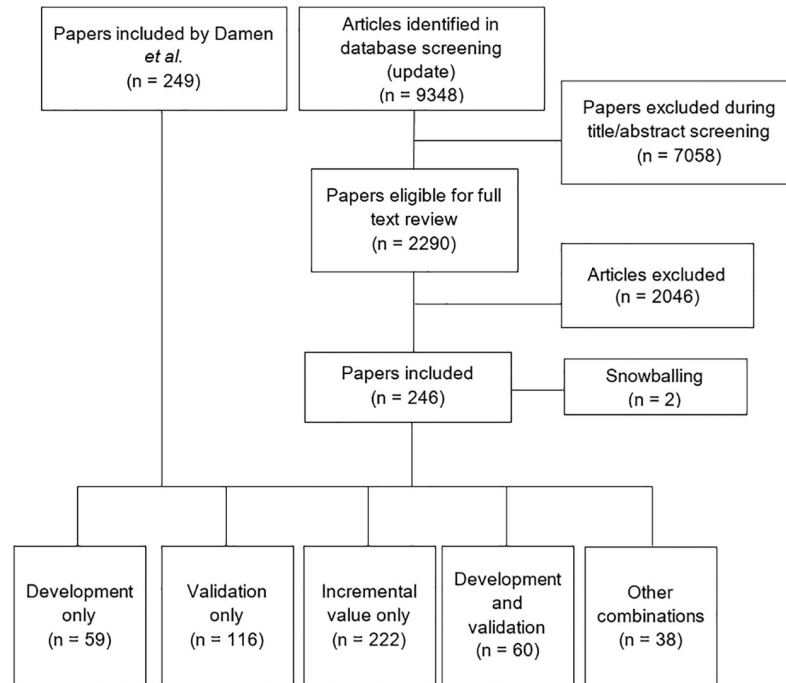 Papers included by Damen
et al.
(n = 249)
Articles identified in
database screening
(update)
(n = 9348)
Papers excluded during
title/abstract screening
(n = 7058)
Papers eligible for full
text review
(n = 2290)
Articles excluded
(n = 2046)
Papers included
(n = 246)
Snowballing
(n = 2)
Development
only
(n = 59)
Validation
only
(n = 116)
Incremental
value only
(n = 222)
Development
and
validation
(n = 60)
Other
combinations
(n = 38)